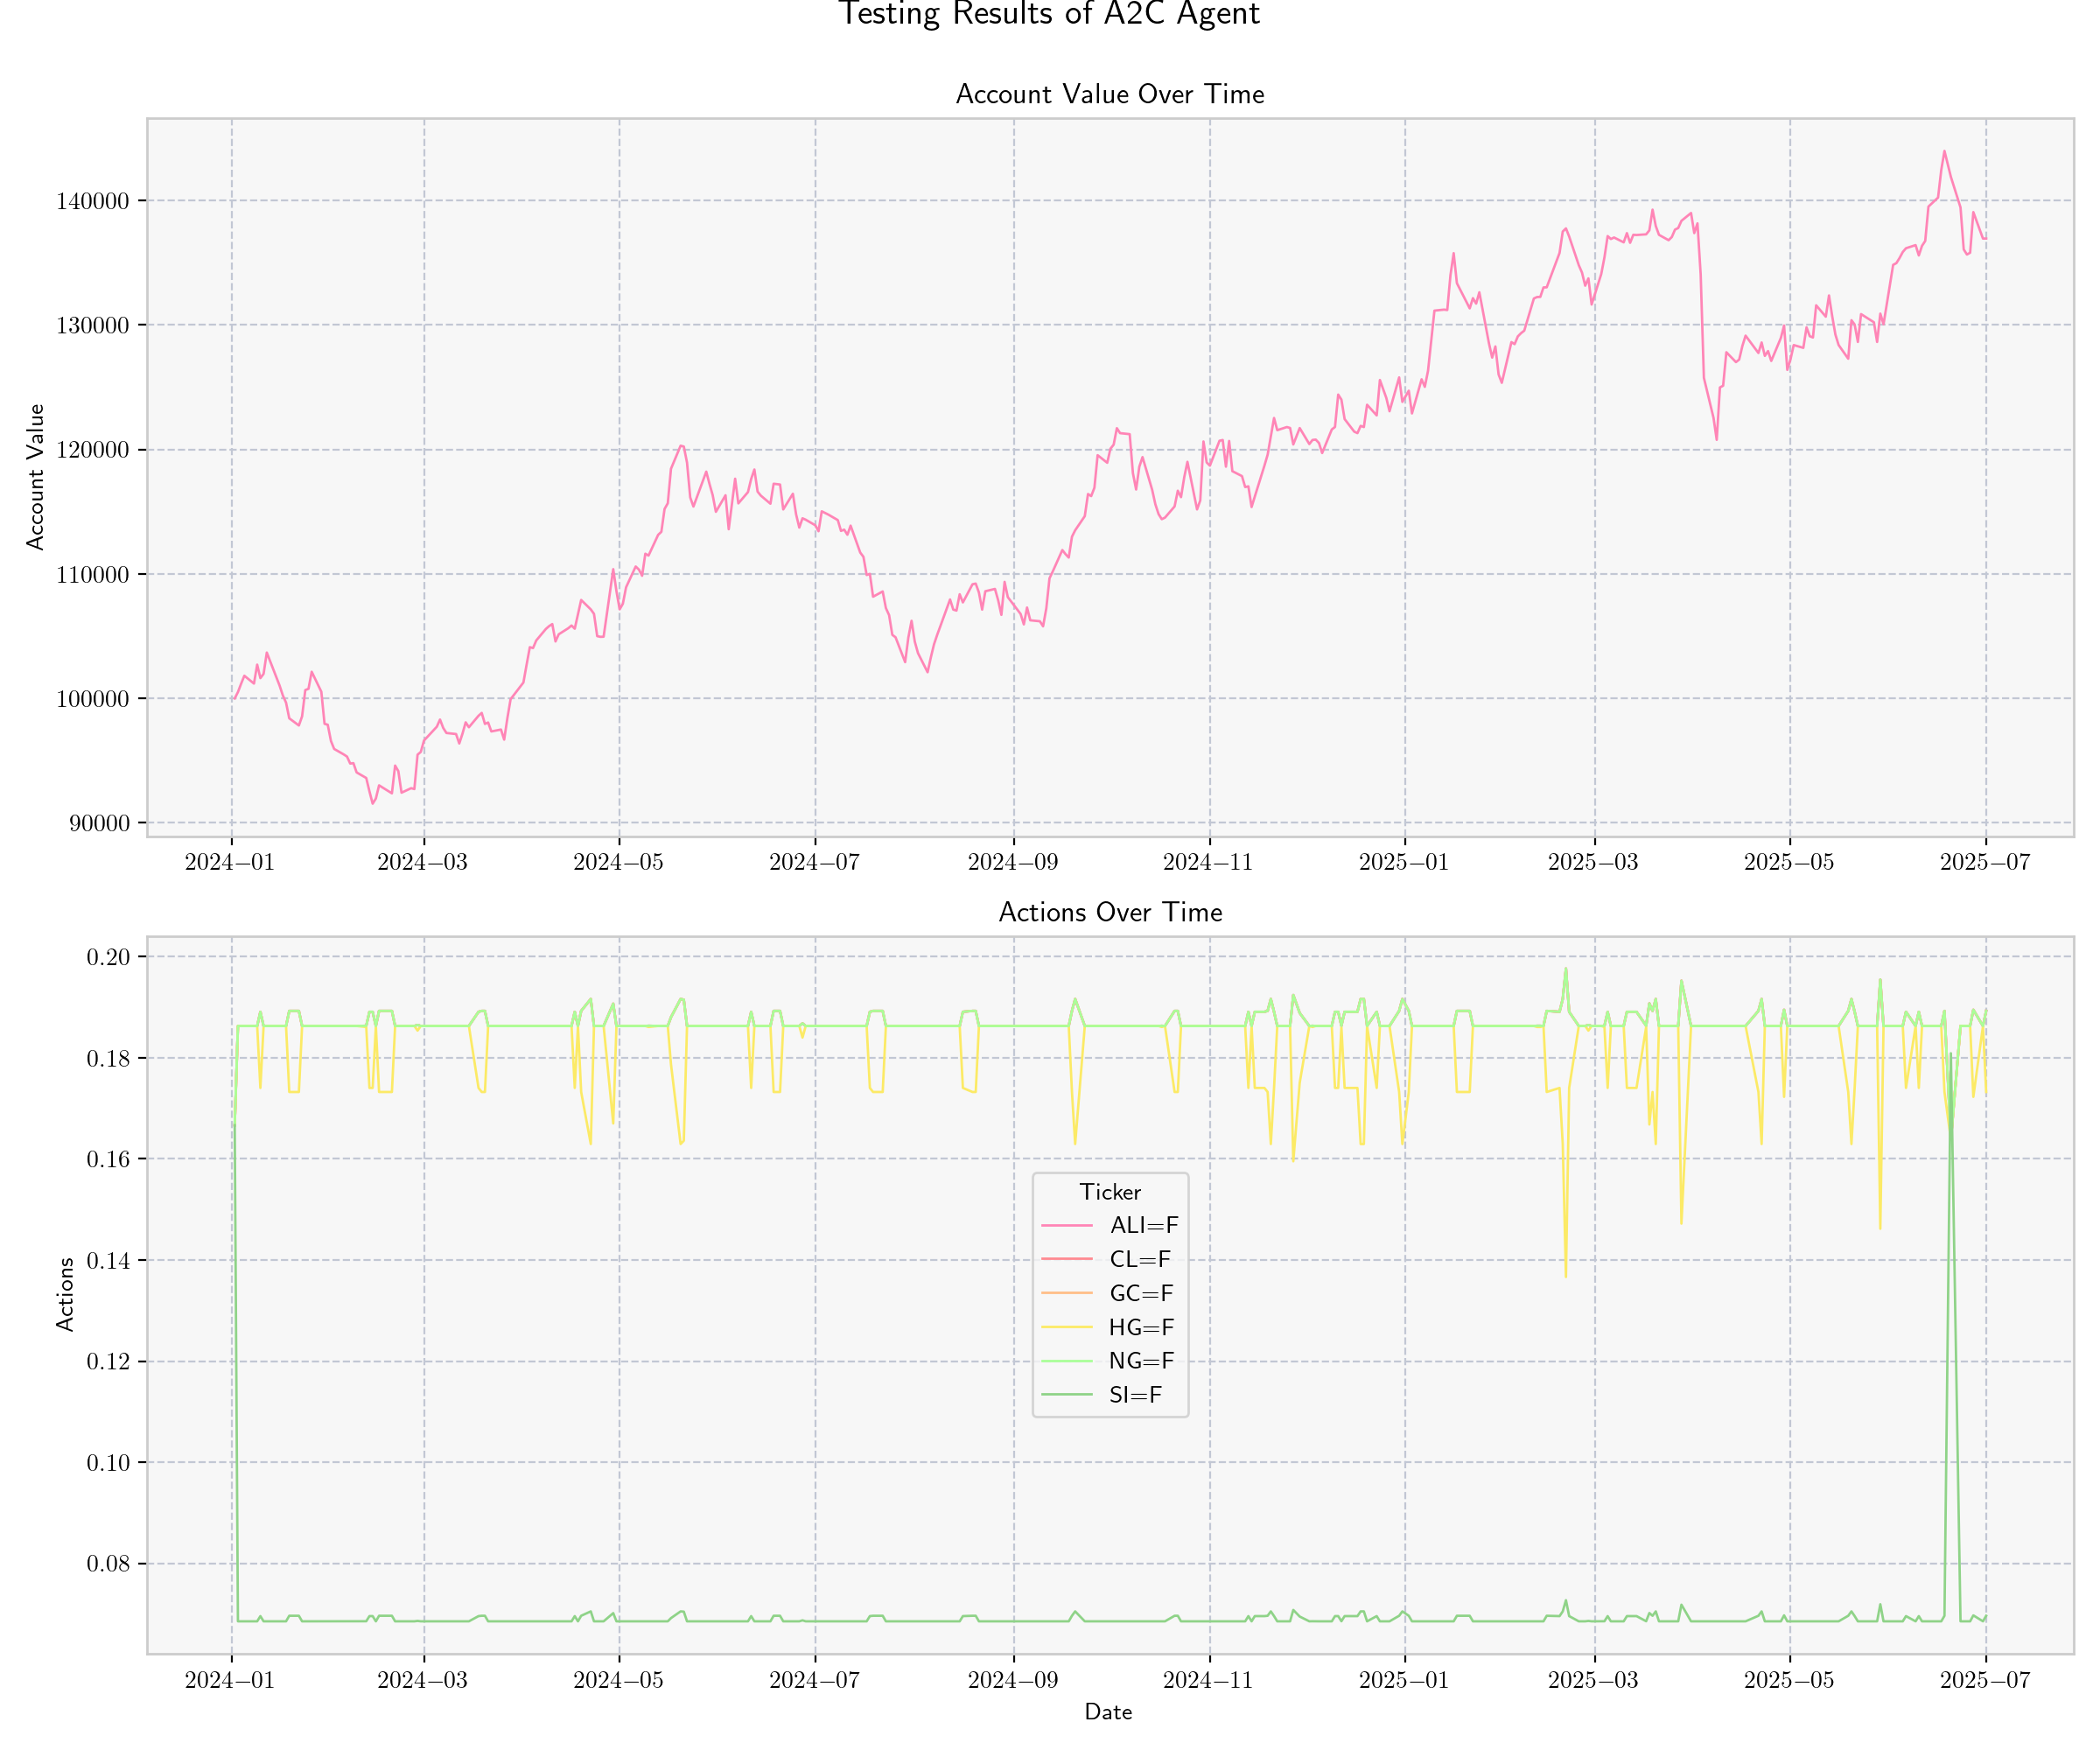 Testing Results of A2C Agent
Account Value Over Time
Account Value
140000
130000
120000
110000
100000
90000
2024−01
2024−03
2024−05
2024−07
2024−09
2024−11
2025−01
2025−03
2025−05
2025−07
Actions Over Time
Actions
0.20
0.18
0.16
0.14
0.12
0.10
0.08
Ticker
ALI=F
CL=F
GC=F
HG=F
NG=F
SI=F
2024−01
2024−03
2024−05
2024−07
2024−09
2024−11
2025−01
2025−03
2025−05
2025−07
Date